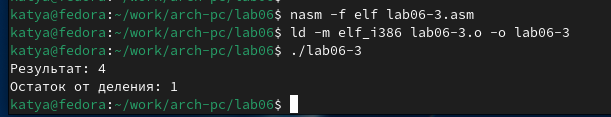 katya@fedora:~/work/arch-pc/lab06$ nasm -f elf lab06-3.asm
katya@fedora:~/work/arch-pc/lab06$ ld -m elf_i386 lab06-3.o -o lab06-3
katya@fedora:~/work/arch-pc/lab06$ ./lab06-3
Результат: 4
Остаток от деления: 1
katya@fedora:~/work/arch-pc/lab06$